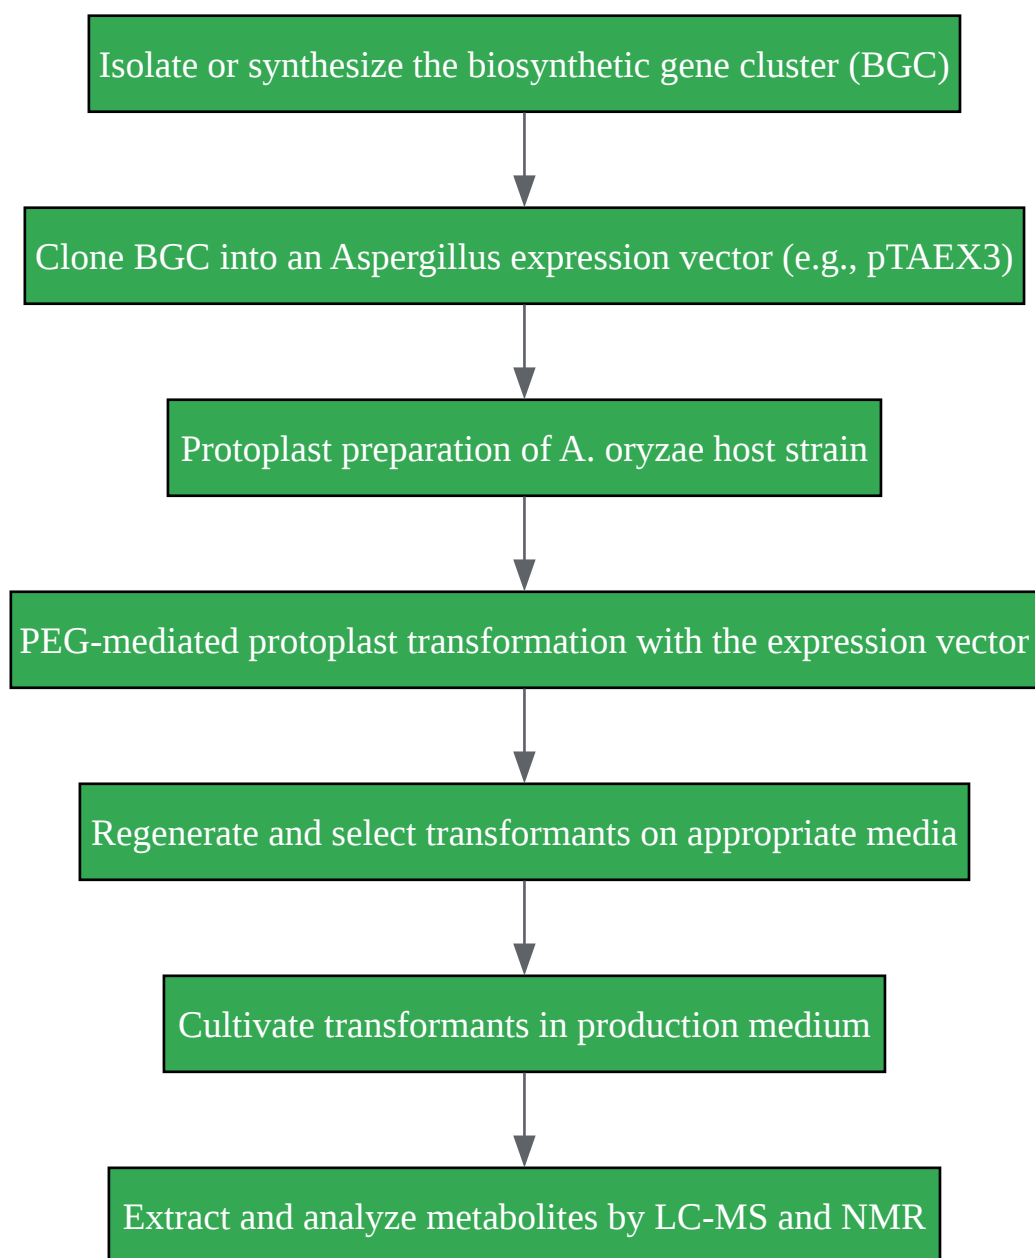 Isolate or synthesize the biosynthetic gene cluster (BGC)
Clone BGC into an Aspergillus expression vector (e.g., pTAEX3)
Protoplast preparation of A. oryzae host strain
PEG-mediated protoplast transformation with the expression vector
Regenerate and select transformants on appropriate media
Cultivate transformants in production medium
Extract and analyze metabolites by LC-MS and NMR